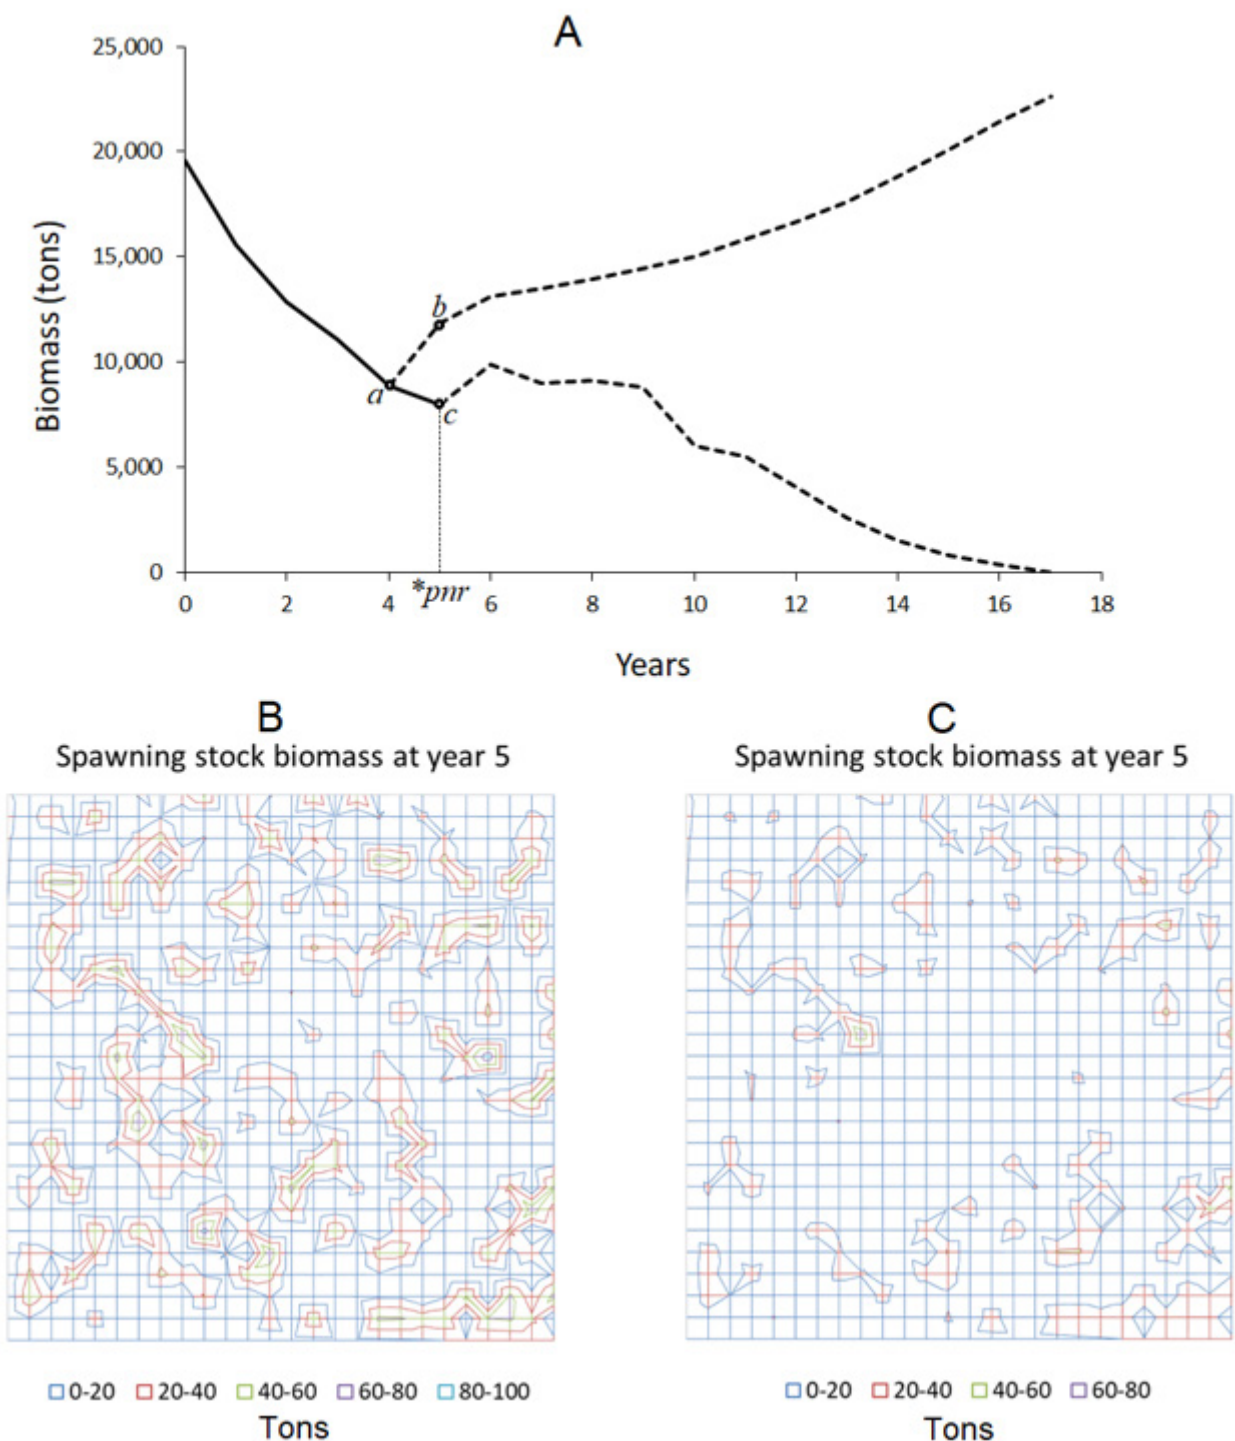 A
25,000
20,000
15,000
10,000
5,000
0
Biomass (tons)
b
a
c
0 2 4 *pnr 6 8 10 12 14 16 18
Years
B
Spawning stock biomass at year 5
0-20 20-40 40-60 60-80 80-100
Tons
C
Spawning stock biomass at year 5
0-20 20-40 40-60 60-80
Tons